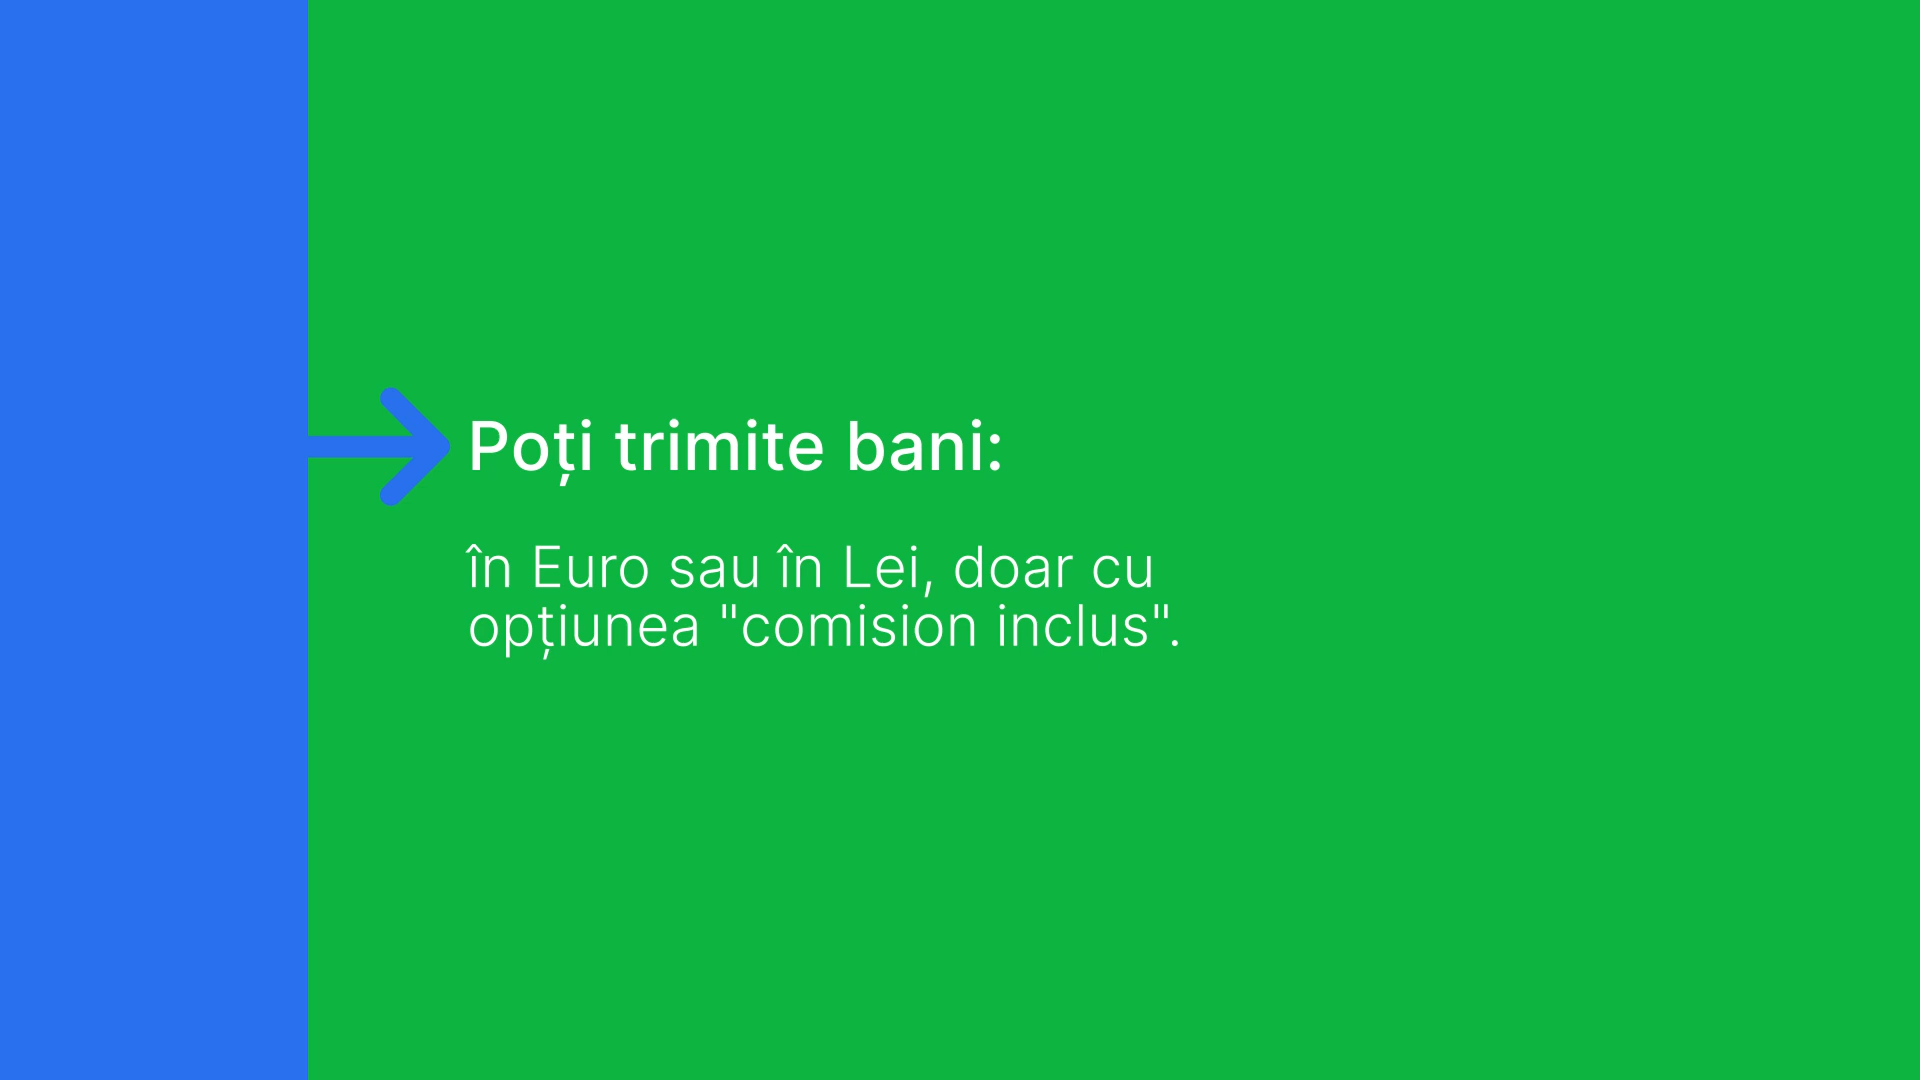 Poți trimite bani:
în Euro sau în Lei, doar cu
opțiunea "comision inclus".